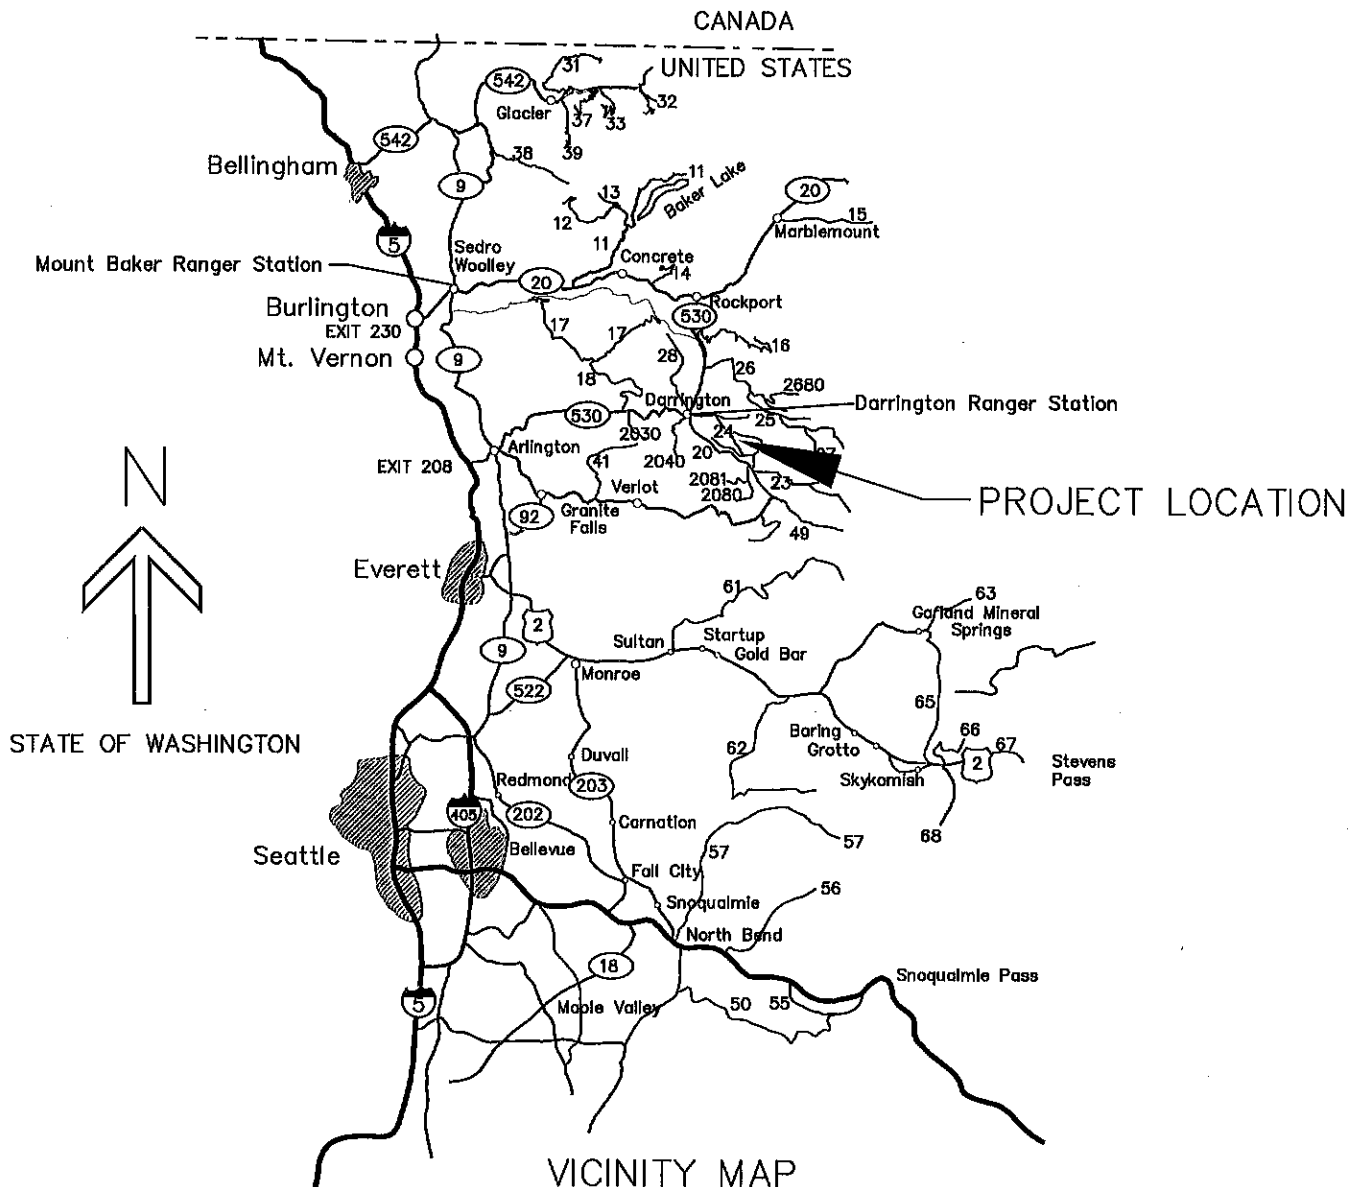 CANADA
UNITED STATES
31
542
32
Glacier
37
33
542
39
38
Bellingham
9
11
Baker Lake
13
12
20
15
Marblemount
5
11
Sedro
Woolley
Concrete
14
Mount Baker Ranger Station
20
Rockport
Burlington
EXIT 230
530
17
17
16
Mt. Vernon
9
28
26
18
2680
Darrington
Darrington Ranger Station
530
25
2030
24
Arlington
20
27
EXIT 208
41
2040
N
2081
23
Verlot
2080
PROJECT LOCATION
92
Granite
Falls
49
Everett
61
63
2
Garland Mineral
Springs
Sultan
Startup
Gold Bar
9
Monroe
522
65
STATE OF WASHINGTON
Baring
Grotto
66
67
62
2
Stevens
Pass
Duvall
Skykomish
Redmond
203
405
202
Carnation
68
57
57
Bellevue
Seattle
Fall City
56
Snoqualmie
North Bend
18
Snoqualmie Pass
5
Maple Valley
50
55
VICINITY MAP